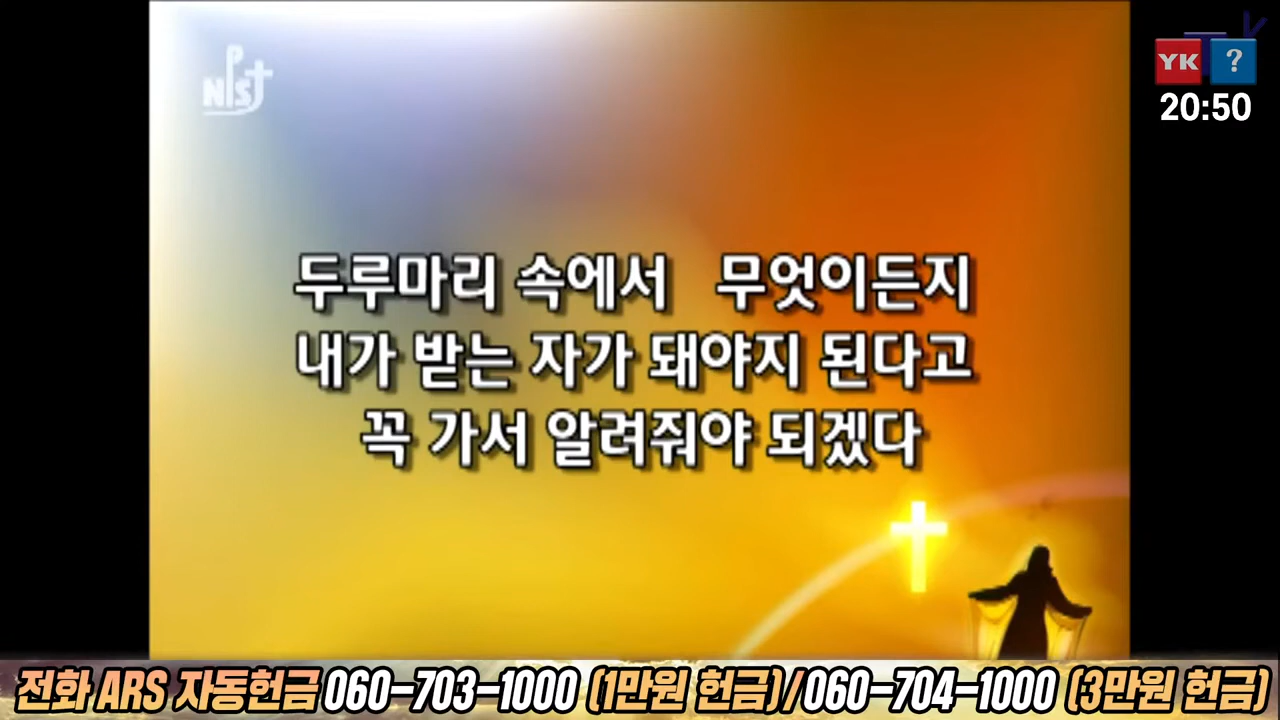 NPS
YK ?
20:50
두루마리 속에서 무엇이든지
내가 받는 자가 돼야지 된다고
꼭 가서 알려줘야 되겠다
전화 ARS 자동헌금 060-703-1000 (1만원 헌금)/060-704-1000 (3만원 헌금)